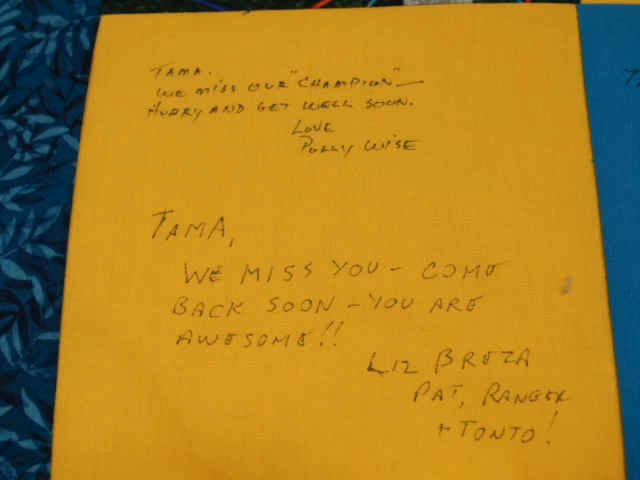 TAMA.
WE MISS OUR "CHAMPION" —
HURRY AND GET WELL SOON.
LOVE
POLLY WISE
TAMA,
WE MISS YOU - COME
BACK SOON - YOU ARE
AWESOME!!
LIZ BREZA
PAT, RANGER
+ TONTO!